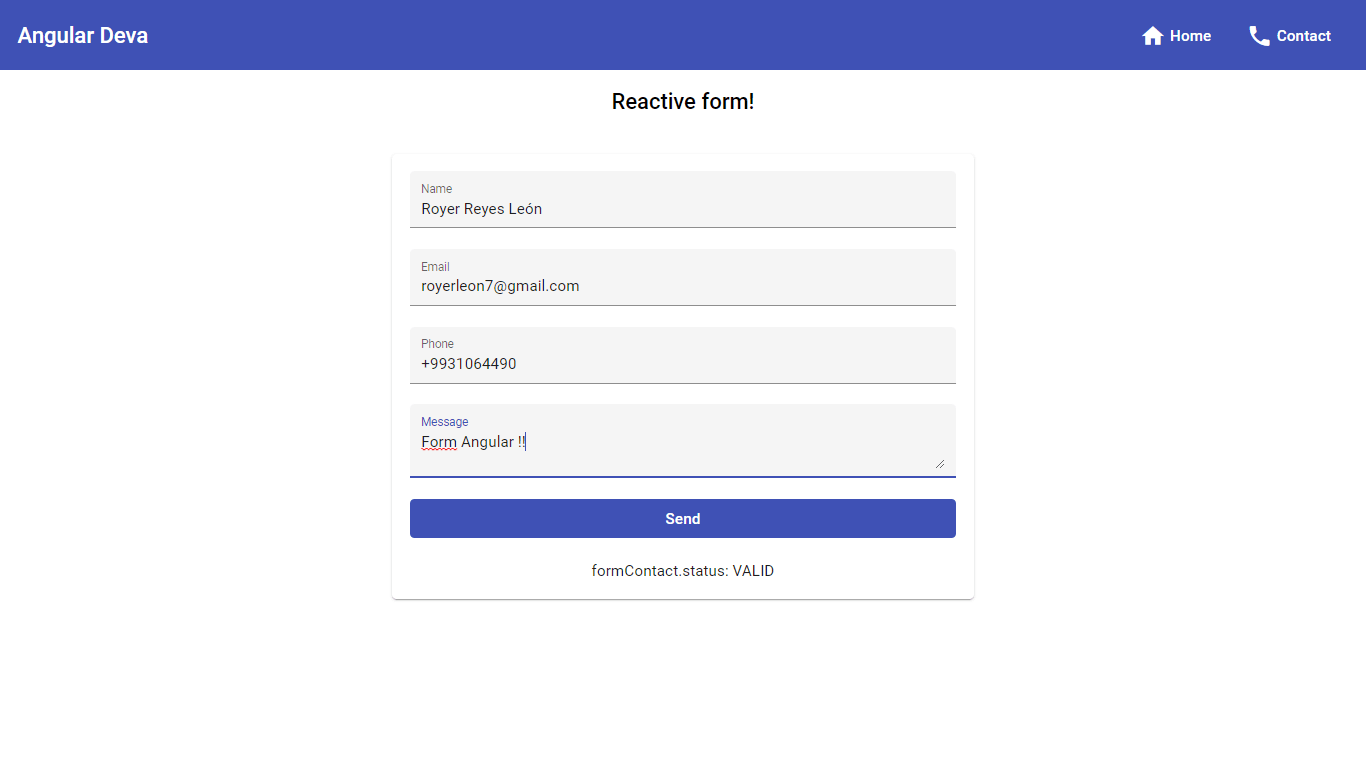 Angular Deva
Home
Contact
Reactive form!
Name
Royer Reyes León
Email
royerleon7@gmail.com
Phone
+9931064490
Message
Form Angular !!
Send
formContact.status: VALID